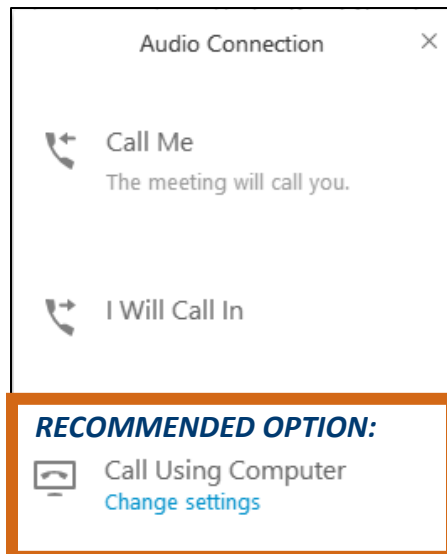 Audio Connection
Call Me
The meeting will call you.
I Will Call In
RECOMMENDED OPTION:
Call Using Computer
Change settings